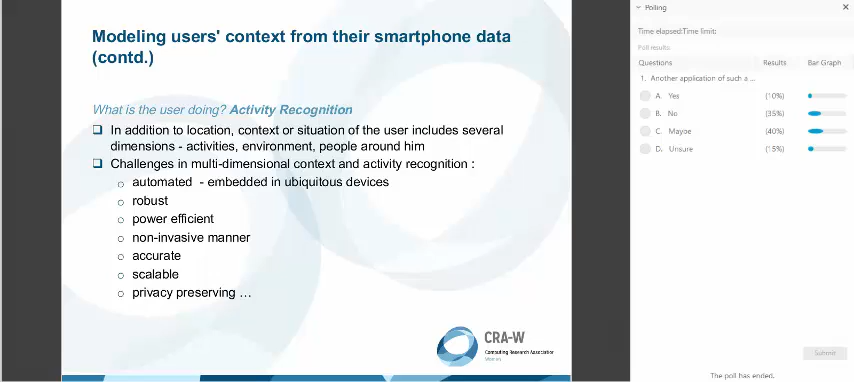 Modeling users' context from their smartphone data
(contd.)
What is the user doing? Activity Recognition
❑ In addition to location, context or situation of the user includes several
dimensions - activities, environment, people around him
❑ Challenges in multi-dimensional context and activity recognition :
o automated - embedded in ubiquitous devices
o robust
o power efficient
o non-invasive manner
o accurate
o scalable
o privacy preserving …
CRA-W
Computing Research Association
Women
Polling
Time elapsed:Time limit:
Poll results:
Questions Results Bar Graph
1. Another application of such a ...
A. Yes (10%)
B. No (35%)
C. Maybe (40%)
D. Unsure (15%)
Submit
The poll has ended.